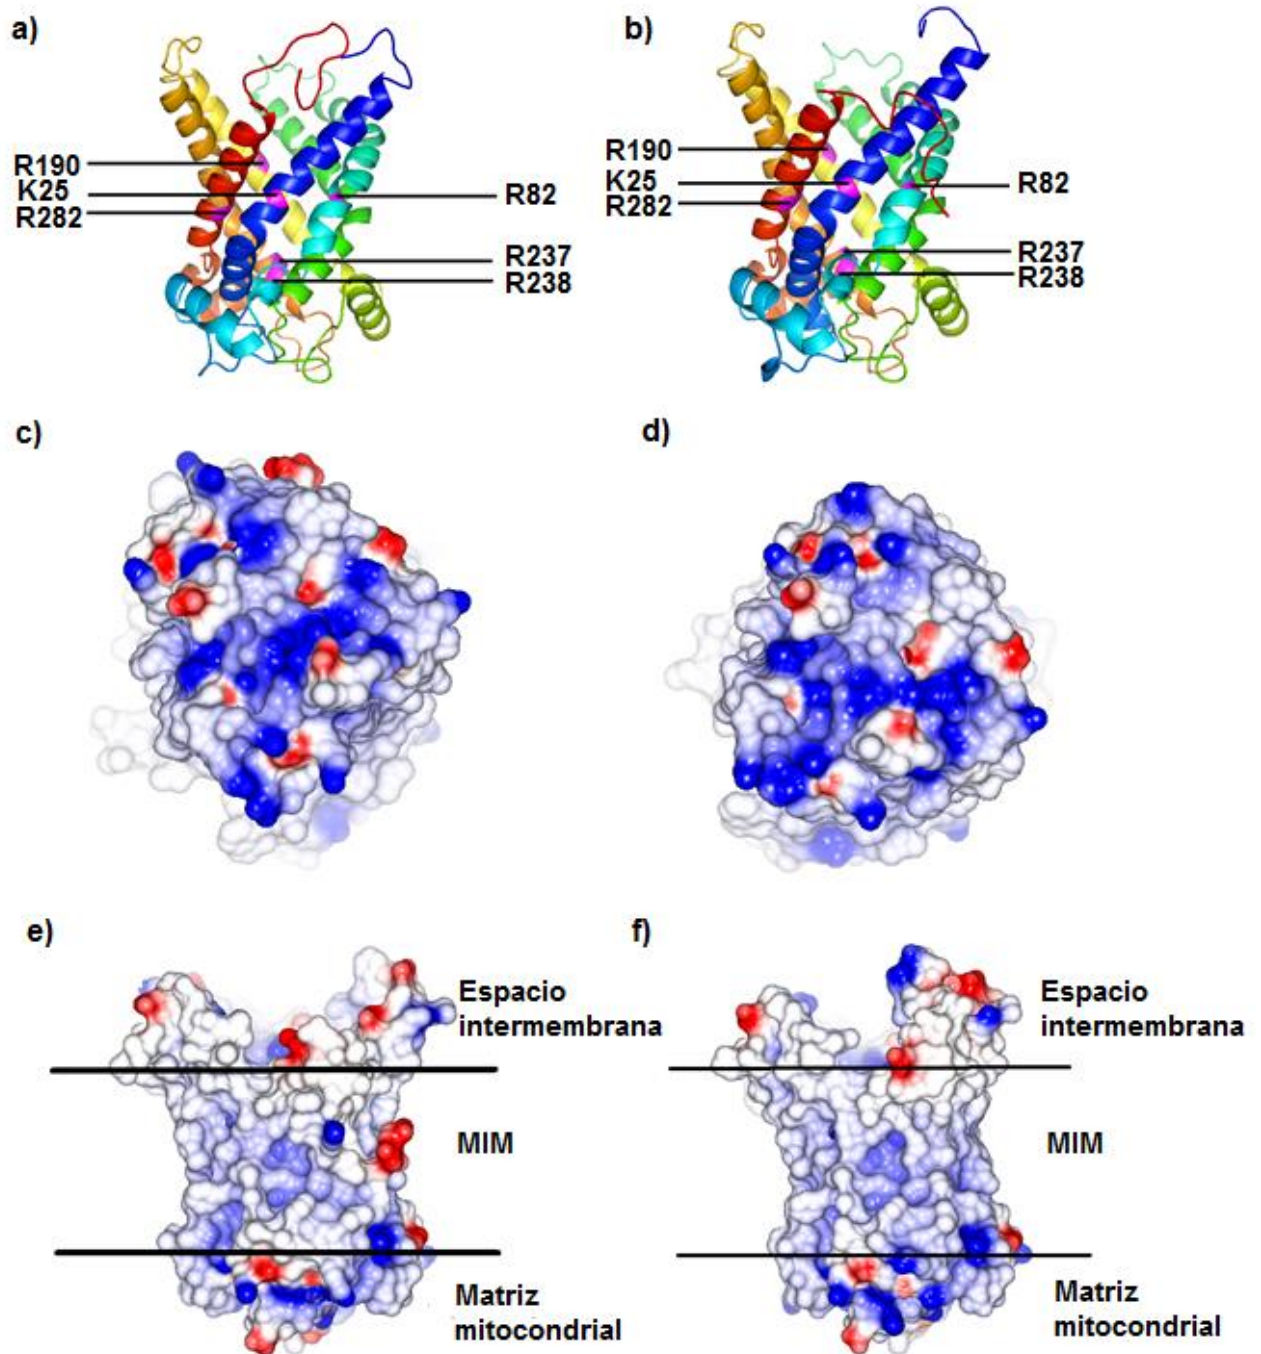 a)
b)
R190
K25
R282
R82
R237
R238
R190
K25
R282
R82
R237
R238
c)
d)
e)
f)
Espacio
intermembrana
MIM
Matriz
mitocondrial
Espacio
intermembrana
MIM
Matriz
mitocondrial